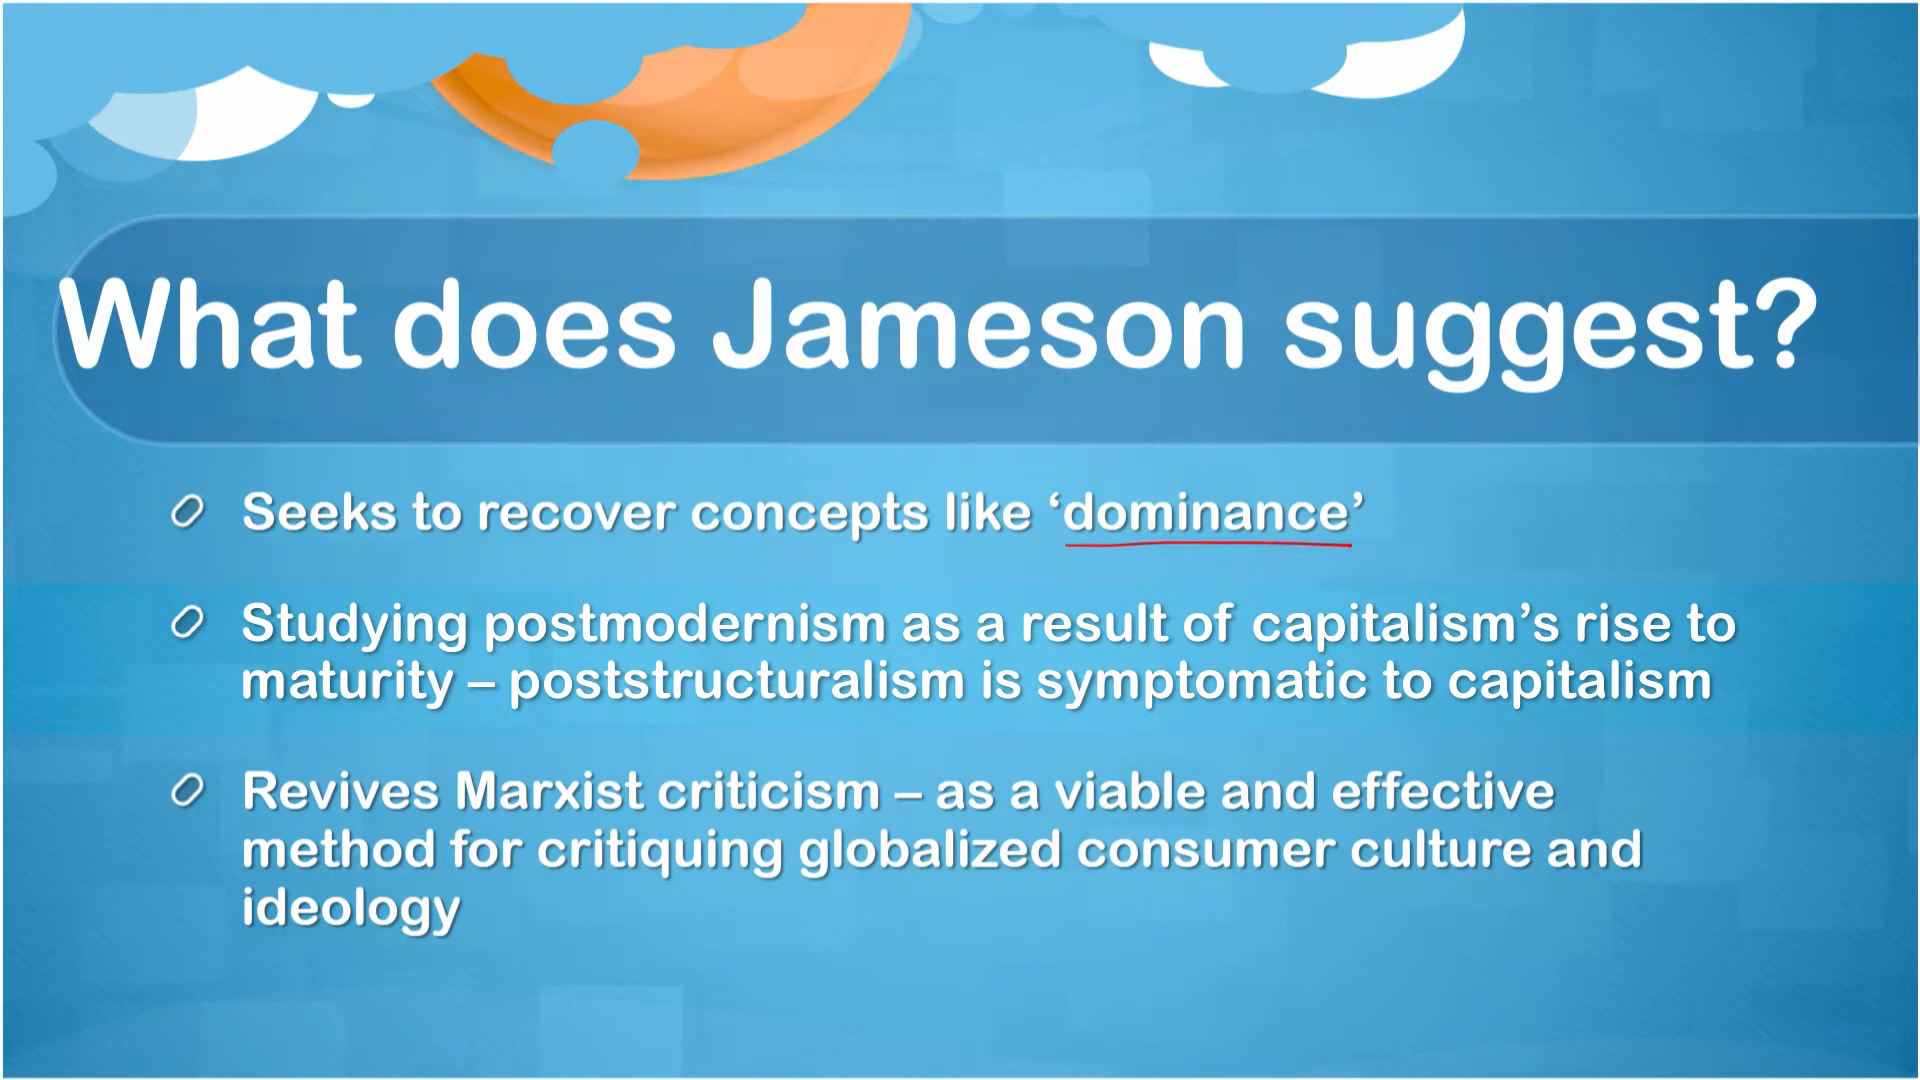 What does Jameson suggest?
Seeks to recover concepts like ‘dominance’
Studying postmodernism as a result of capitalism’s rise to
maturity – poststructuralism is symptomatic to capitalism
Revives Marxist criticism – as a viable and effective
method for critiquing globalized consumer culture and
ideology